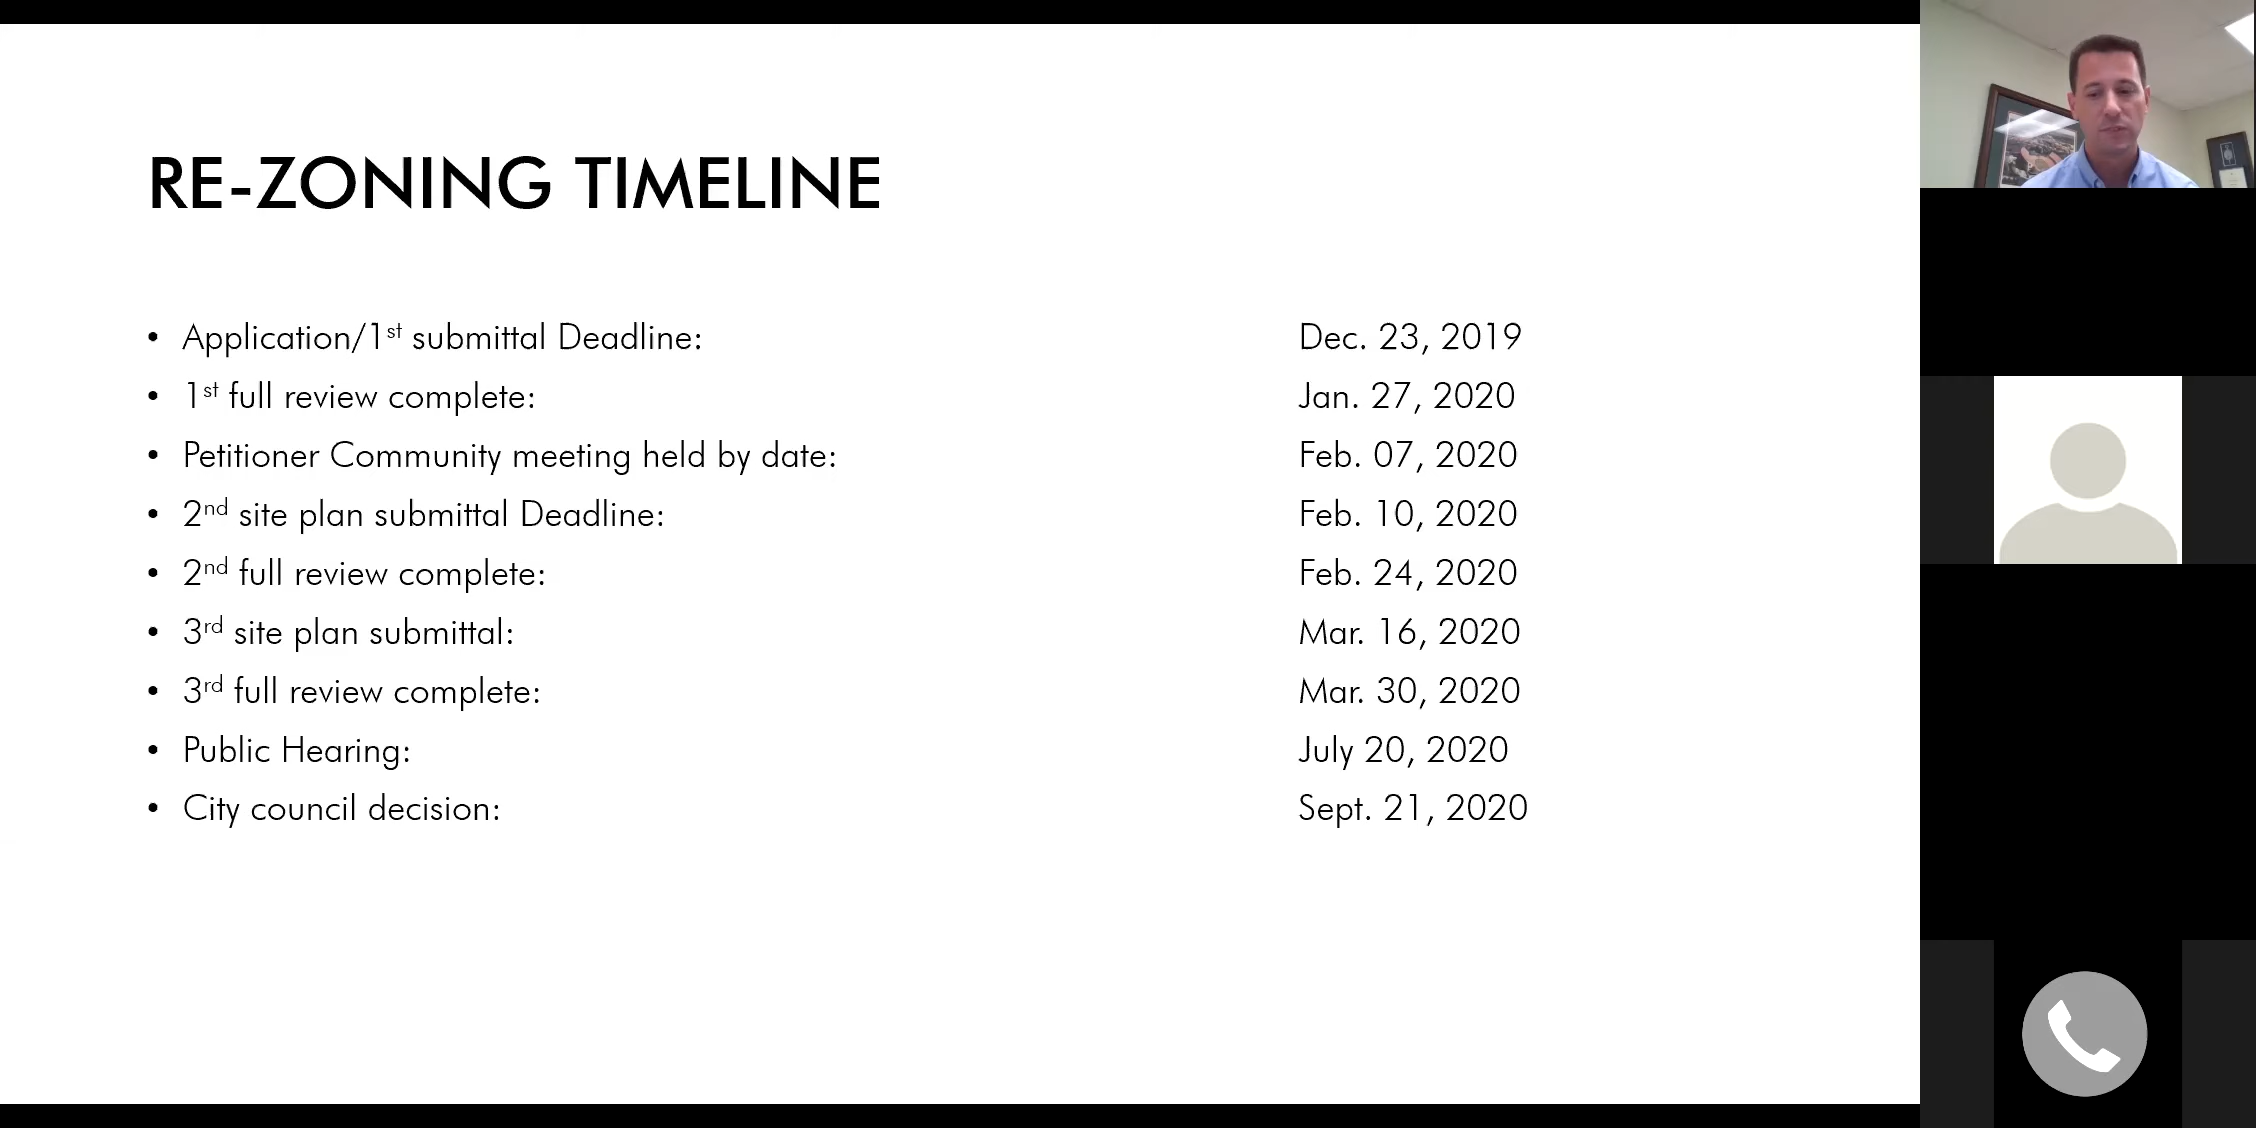 RE-ZONING TIMELINE
• Application/1st submittal Deadline: Dec. 23, 2019
• 1st full review complete: Jan. 27, 2020
• Petitioner Community meeting held by date: Feb. 07, 2020
• 2nd site plan submittal Deadline: Feb. 10, 2020
• 2nd full review complete: Feb. 24, 2020
• 3rd site plan submittal: Mar. 16, 2020
• 3rd full review complete: Mar. 30, 2020
• Public Hearing: July 20, 2020
• City council decision: Sept. 21, 2020